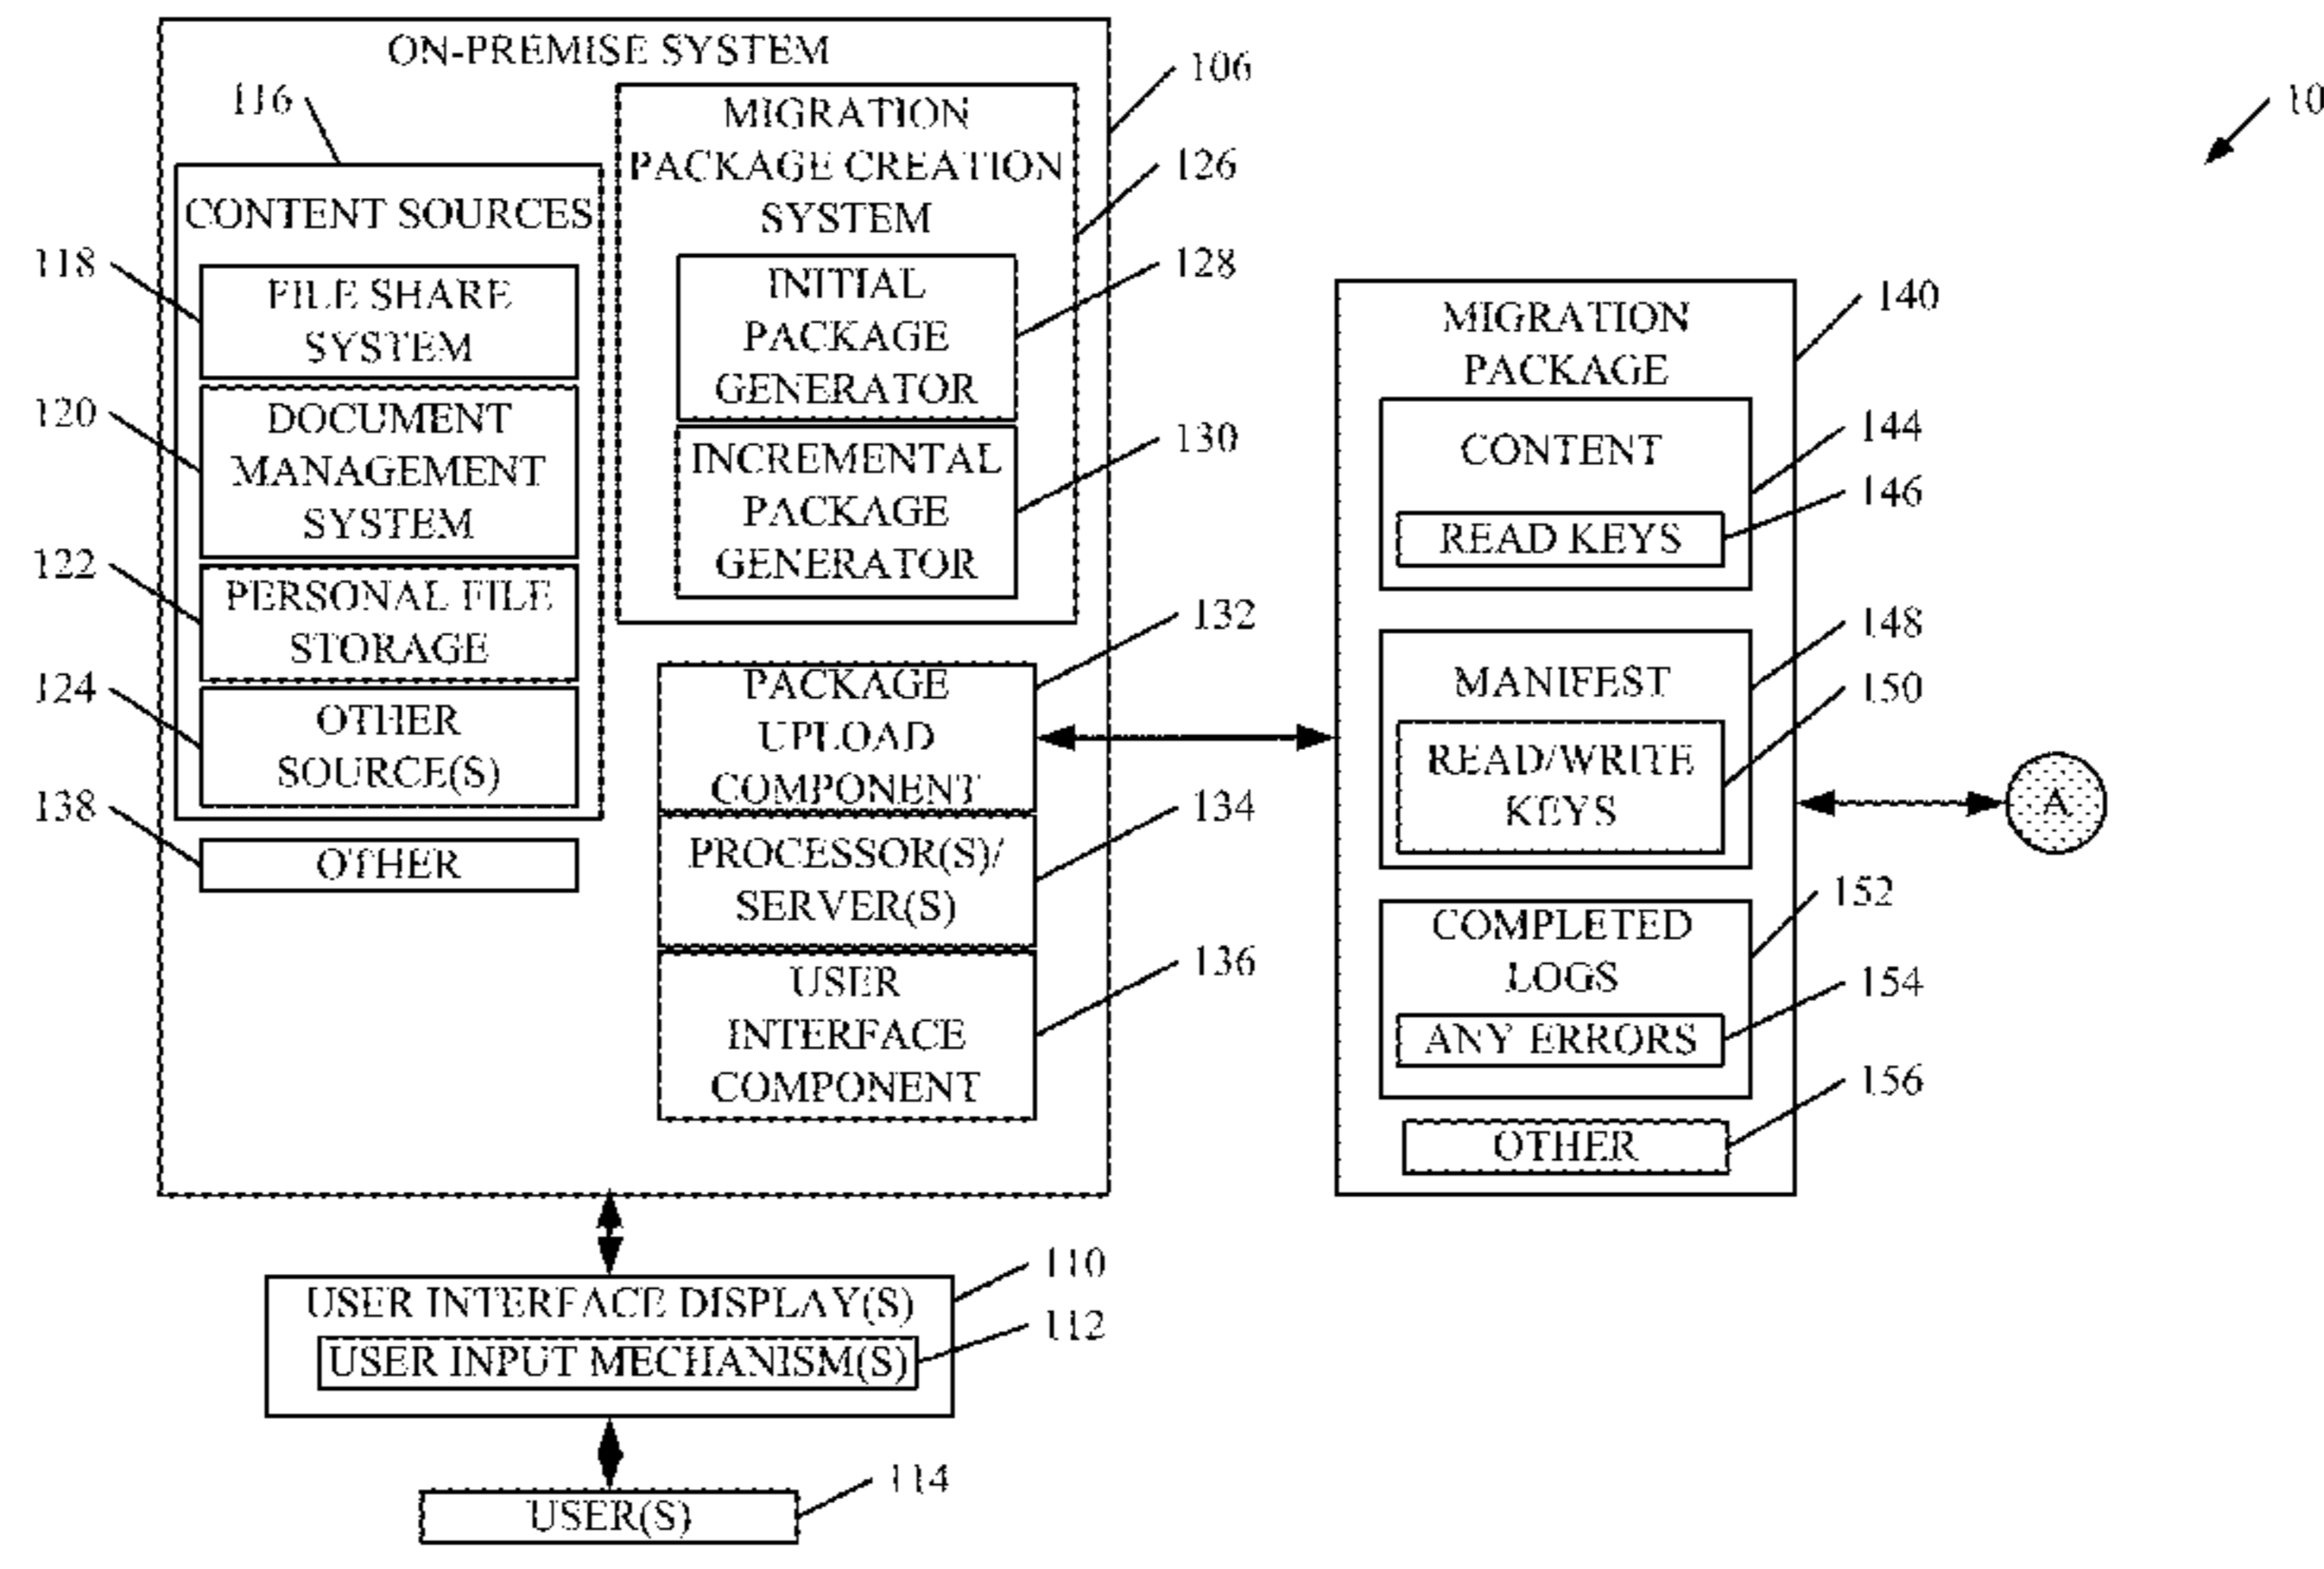 ON-PREMISE SYSTEM
106
10
116
MIGRATION
PACKAGE CREATION
SYSTEM
126
CONTENT SOURCES
118
FILE SHARE
SYSTEM
INITIAL
PACKAGE
GENERATOR
128
120
DOCUMENT
MANAGEMENT
SYSTEM
INCREMENTAL
PACKAGE
GENERATOR
130
122
PERSONAL FILE
STORAGE
124
OTHER
SOURCE(S)
138
OTHER
PACKAGE
UPLOAD
COMPONENT
132
PROCESSOR(S)/
SERVER(S)
134
USER
INTERFACE
COMPONENT
136
MIGRATION
PACKAGE
140
CONTENT
144
READ KEYS
146
MANIFEST
148
READ/WRITE
KEYS
150
A
COMPLETED
LOGS
152
ANY ERRORS
154
OTHER
156
USER INTERFACE DISPLAY(S)
110
USER INPUT MECHANISM(S)
112
USER(S)
114